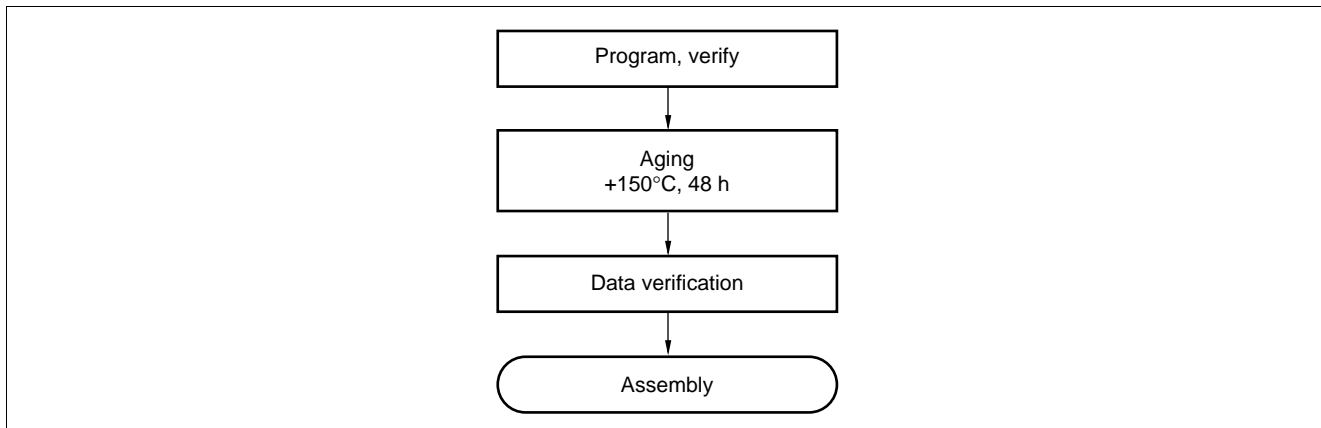 Program, verify
Aging
+150°C, 48 h
Data verification
Assembly